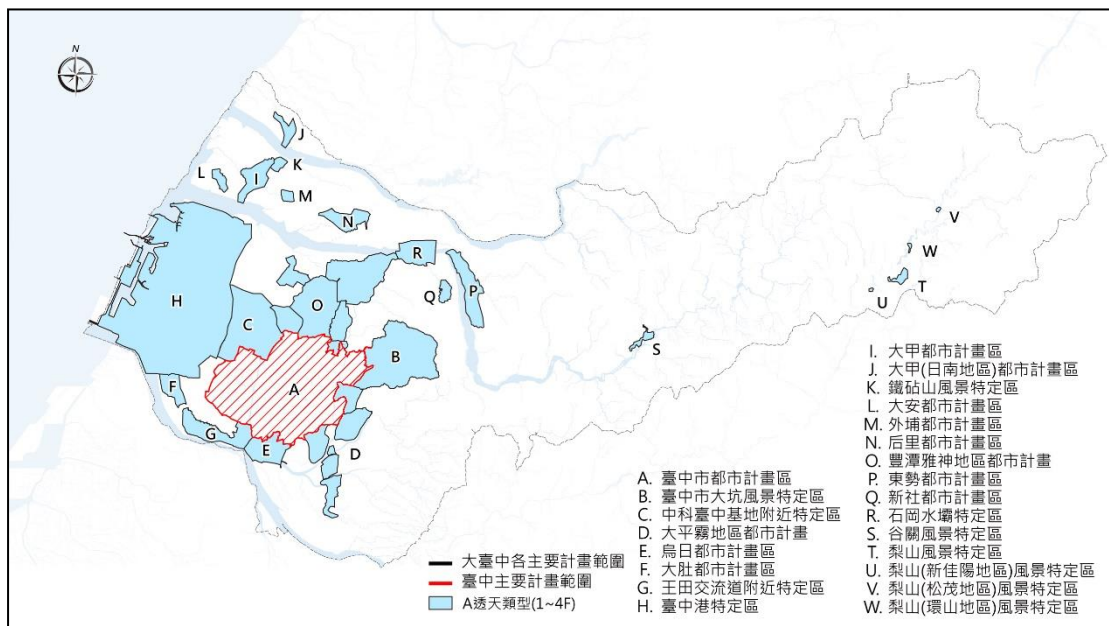 N
J
K
L
I
M
N
R
Q
P
H
O
C
B
A
F
G
E
D
S
V
W
T
U
A. 臺中市都市計畫區
B. 臺中市大坑風景特定區
C. 中科臺中基地附近特定區
D. 大平霧地區都市計畫
E. 烏日都市計畫區
F. 大肚都市計畫區
G. 王田交流道附近特定區
H. 臺中港特定區
I. 大甲都市計畫區
J. 大甲(日南地區)都市計畫區
K. 鐵砧山風景特定區
L. 大安都市計畫區
M. 外埔都市計畫區
N. 后里都市計畫區
O. 豐潭雅神地區都市計畫
P. 東勢都市計畫區
Q. 新社都市計畫區
R. 石岡水壩特定區
S. 谷關風景特定區
T. 梨山風景特定區
U. 梨山(新佳陽地區)風景特定區
V. 梨山(松茂地區)風景特定區
W. 梨山(環山地區)風景特定區
大臺中各主要計畫範圍
臺中主要計畫範圍
A透天類型(1~4F)